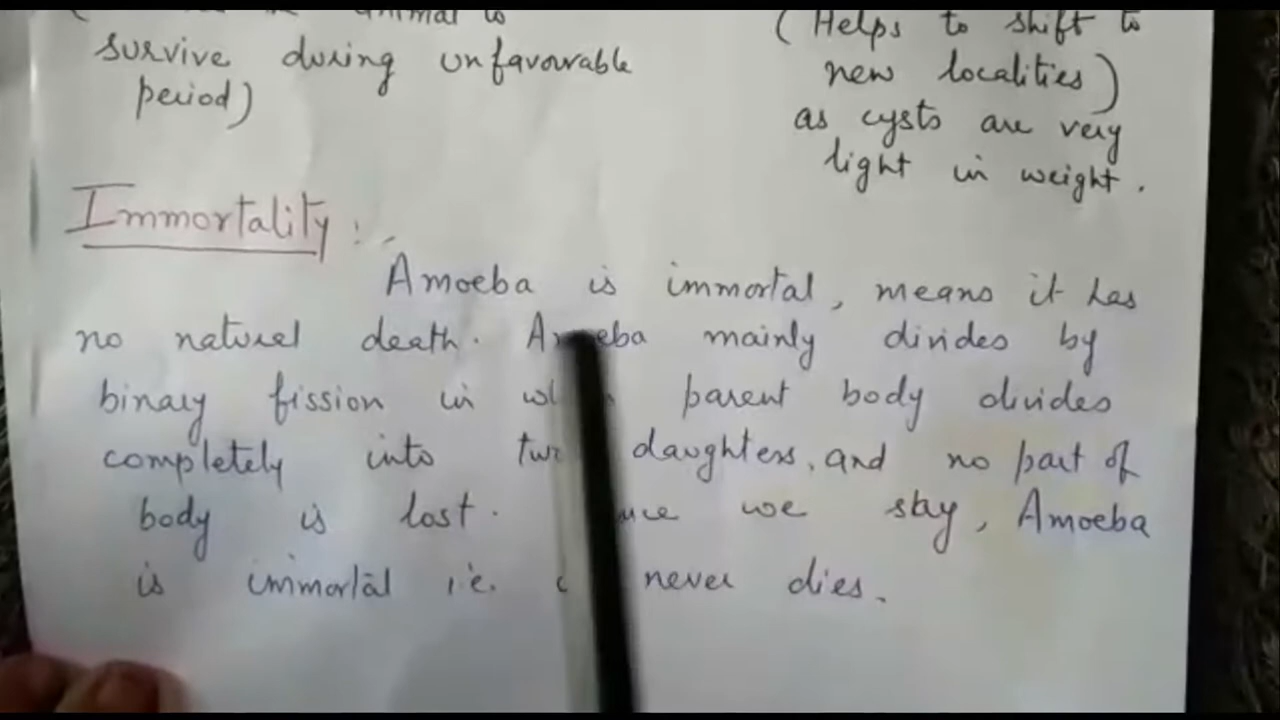 animal to
survive during unfavourable
period)
(Helps to shift to
new localities)
as cysts are very
light in weight.
Immortality :-
Amoeba is immortal, means it has
no natural death. Amoeba mainly divides by
binary fission in parent body divides
completely into daughters, and no part of
body is lost. we say, Amoeba
is immortal i.e. never dies.